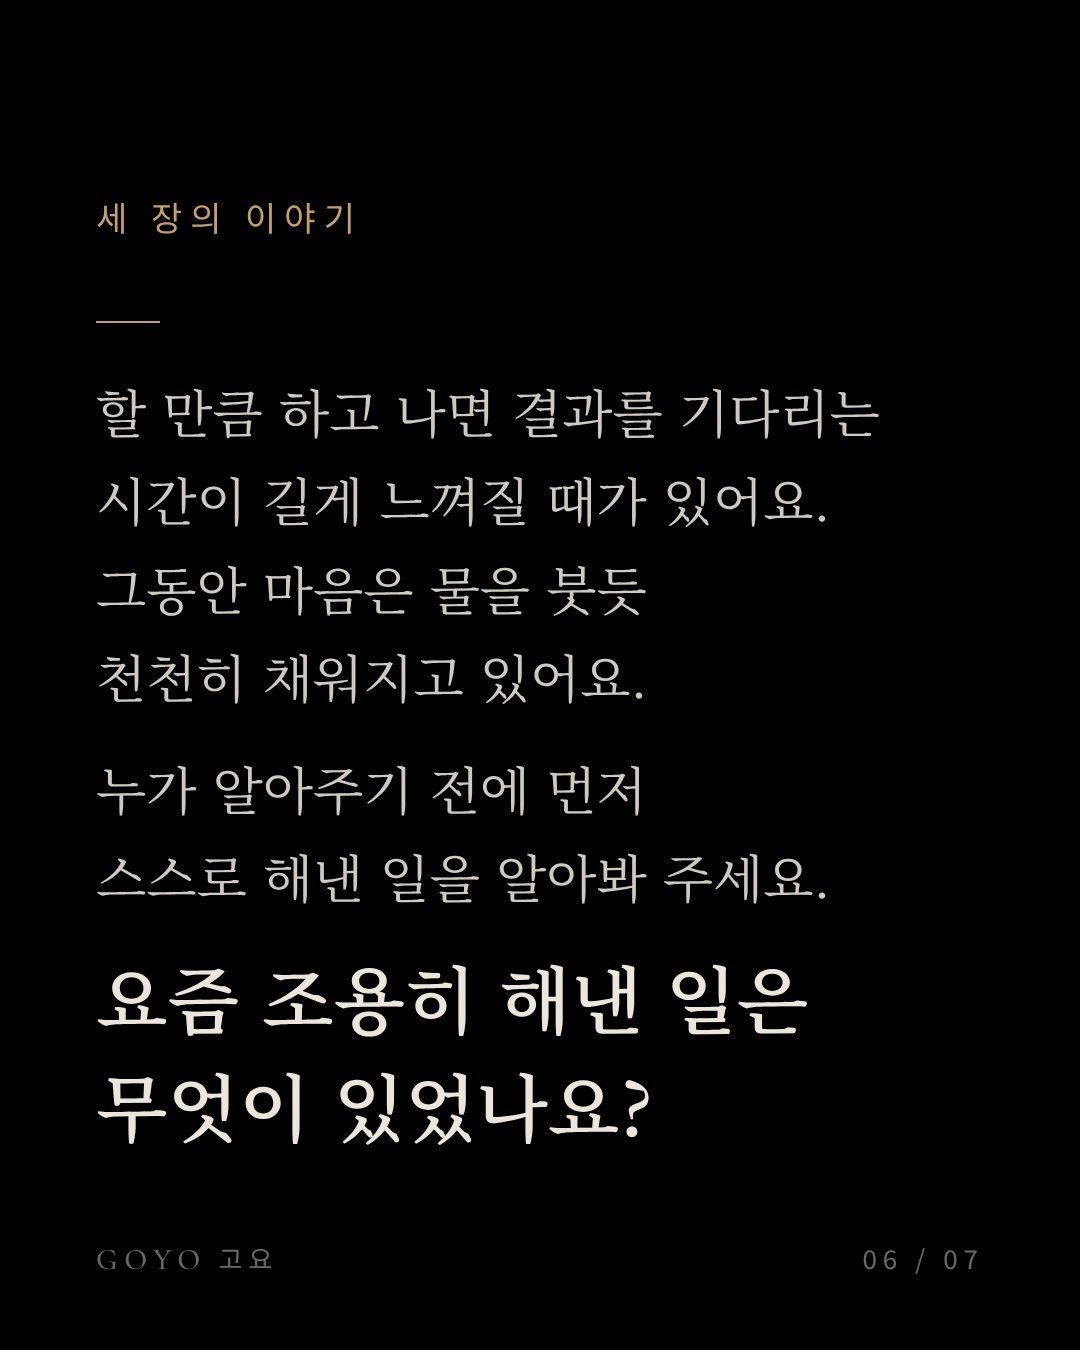 세 장의 이야기
할 만큼 하고 나면 결과를 기다리는
시간이 길게 느껴질 때가 있어요.
그동안 마음은 물을 붓듯
천천히 채워지고 있어요.
누가 알아주기 전에 먼저
스스로 해낸 일을 알아봐 주세요.
요즘 조용히 해낸 일은
무엇이 있었나요?
GOYO 고요
06 / 07